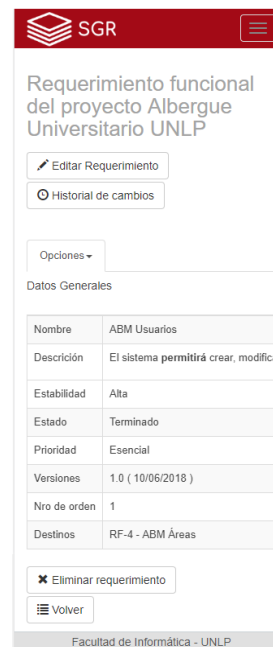 SGR
Requerimiento funcional
del proyecto Albergue
Universitario UNLP
Editar Requerimiento
Historial de cambios
Opciones
Datos Generales
Nombre ABM Usuarios
Descrición El sistema permitirá crear, modific
Estabilidad Alta
Estado Terminado
Prioridad Esencial
Versiones 1.0 ( 10/06/2018 )
Nro de orden 1
Destinos RF-4 - ABM Áreas
Eliminar requerimiento
Volver
Facultad de Informática - UNLP